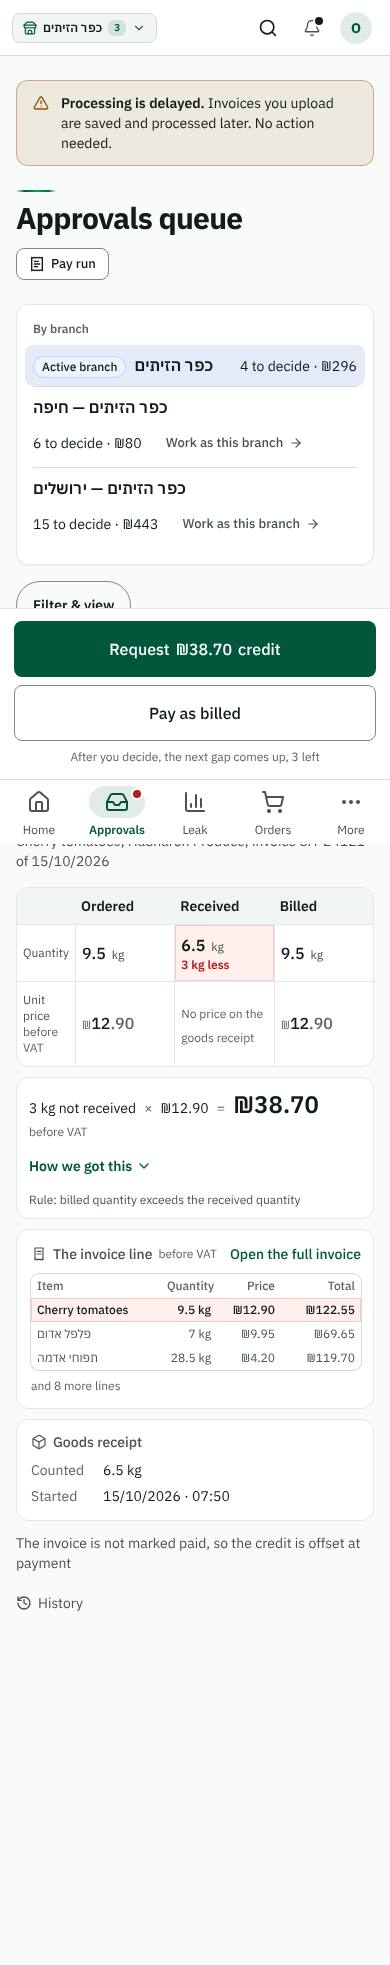 כפר הזיתים 3
O
Processing is delayed. Invoices you upload
are saved and processed later. No action
needed.
Approvals queue
Pay run
By branch
Active branch כפר הזיתים 4 to decide · ₪296
כפר הזיתים — חיפה
6 to decide · ₪80 Work as this branch →
כפר הזיתים — ירושלים
15 to decide · ₪443 Work as this branch →
Filter & view
Request ₪38.70 credit
Pay as billed
After you decide, the next gap comes up, 3 left
Home Approvals Leak Orders More
of 15/10/2026
Ordered Received Billed
Quantity 9.5 kg 6.5 kg 9.5 kg
3 kg less
Unit
price
before
VAT
₪12.90 No price on the ₪12.90
goods receipt
3 kg not received × ₪12.90 = ₪38.70
before VAT
How we got this
Rule: billed quantity exceeds the received quantity
The invoice line before VAT Open the full invoice
Item Quantity Price Total
Cherry tomatoes 9.5 kg ₪12.90 ₪122.55
פלפל אדום 7 kg ₪9.95 ₪69.65
תפוחי אדמה 28.5 kg ₪4.20 ₪119.70
and 8 more lines
Goods receipt
Counted 6.5 kg
Started 15/10/2026 · 07:50
The invoice is not marked paid, so the credit is offset at
payment
History